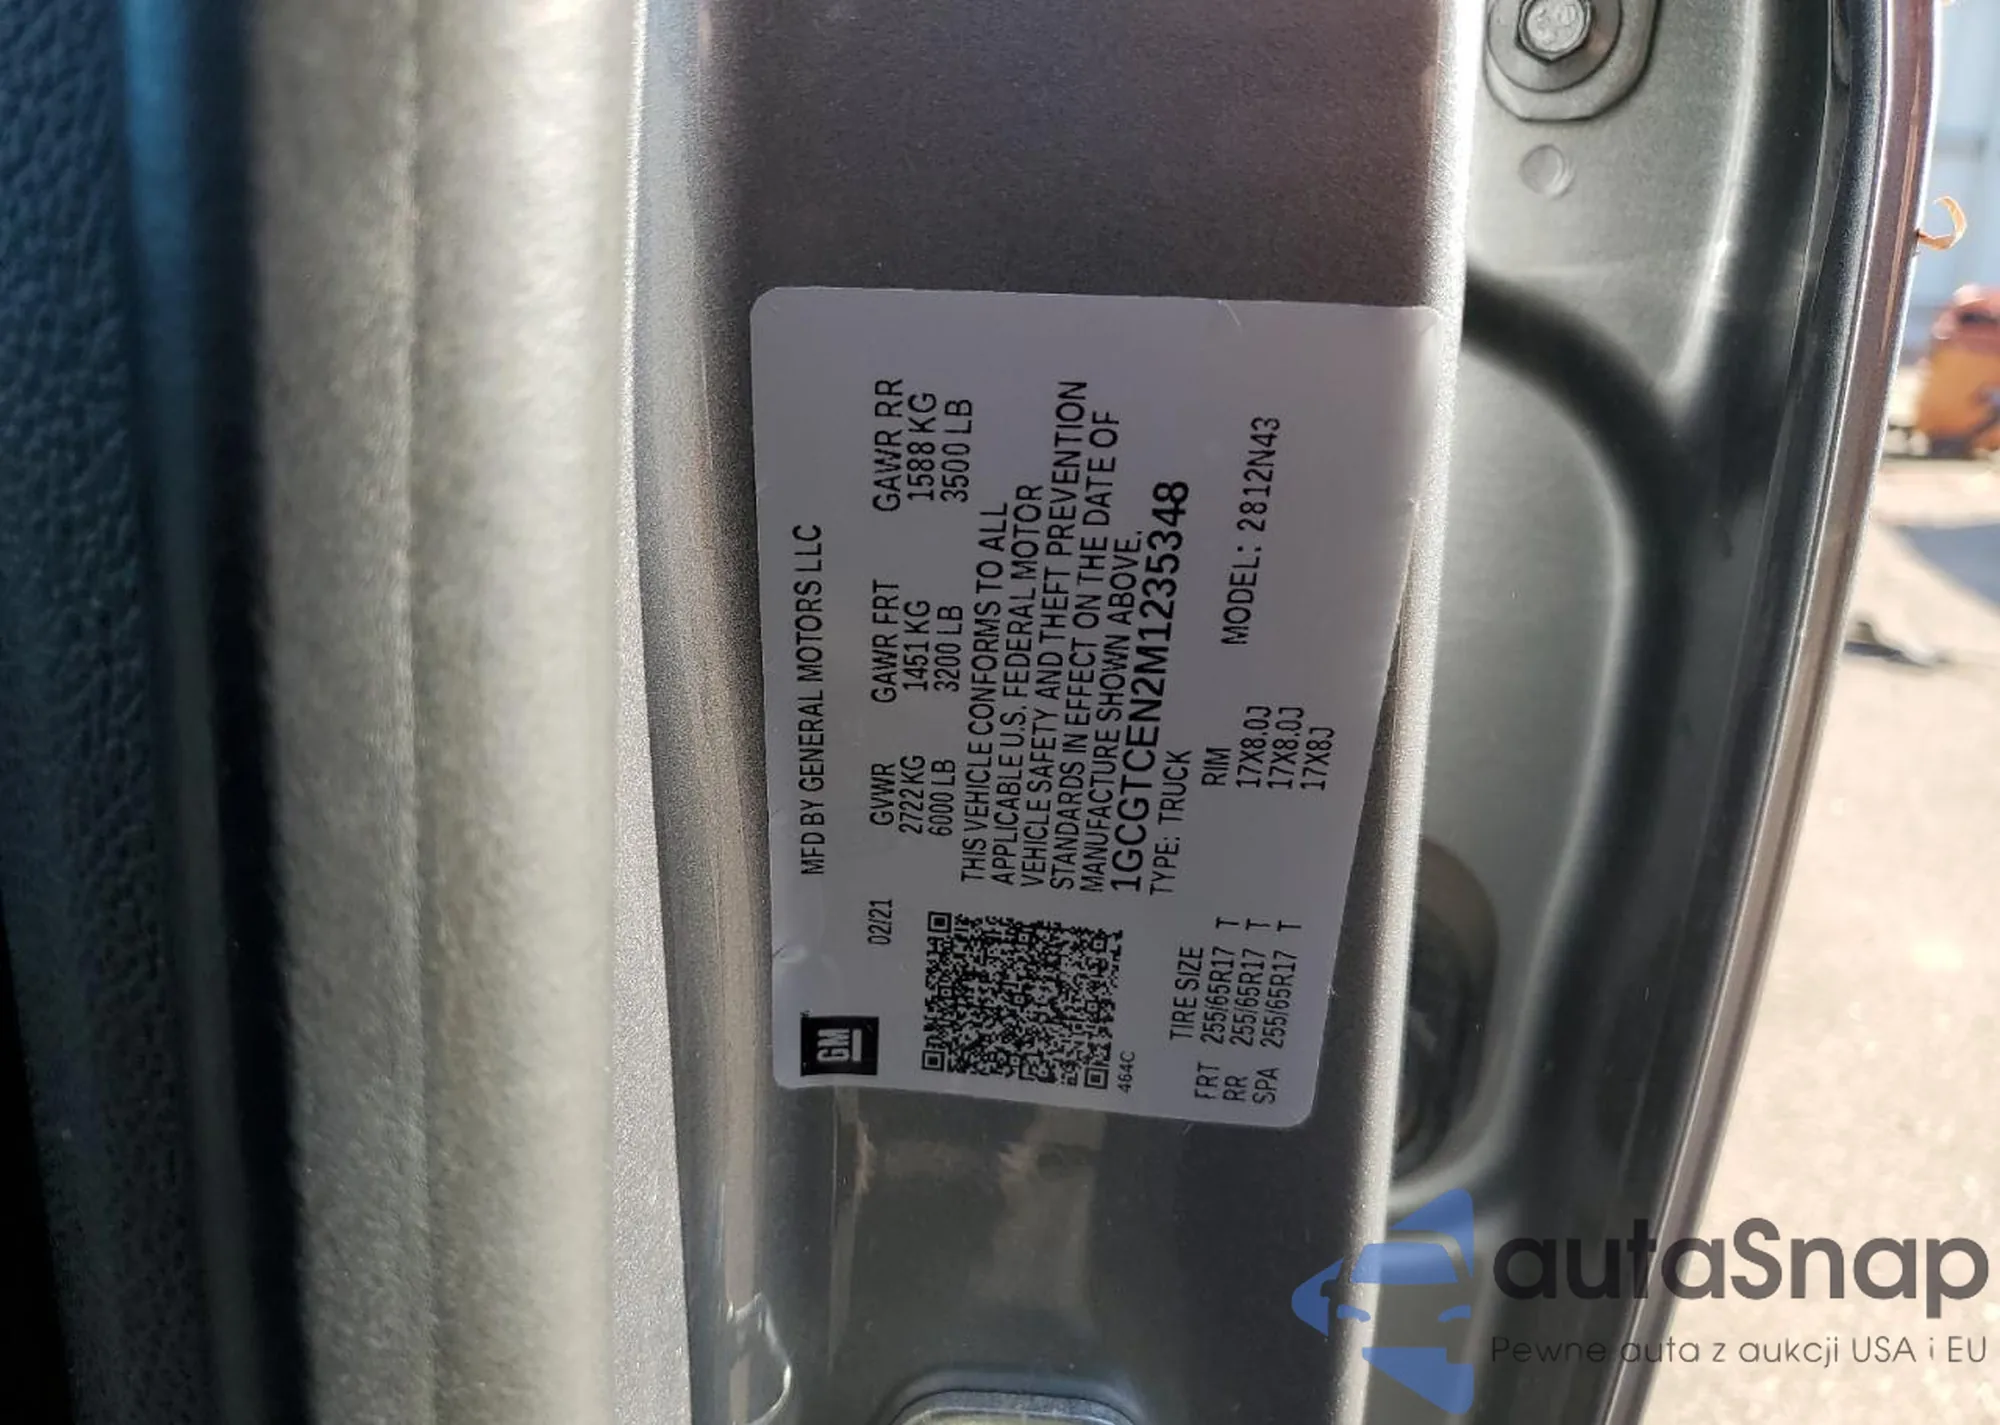 GM
MFD BY GENERAL MOTORS LLC
02/21
GVWR GAWR FRT GAWR RR
2722 KG 1451 KG 1588 KG
6000 LB 3200 LB 3500 LB
THIS VEHICLE CONFORMS TO ALL
APPLICABLE U.S. FEDERAL MOTOR
VEHICLE SAFETY AND THEFT PREVENTION
STANDARDS IN EFFECT ON THE DATE OF
MANUFACTURE SHOWN ABOVE.
1GCGTCEN2M1235348
464C
TYPE: TRUCK
TIRE SIZE RIM MODEL: 2812N43
FRT 255/65R17 T 17X8.0J
RR 255/65R17 T 17X8.0J
SPA 255/65R17 T 17X8J
autaSnap
Pewne auta z aukcji USA i EU